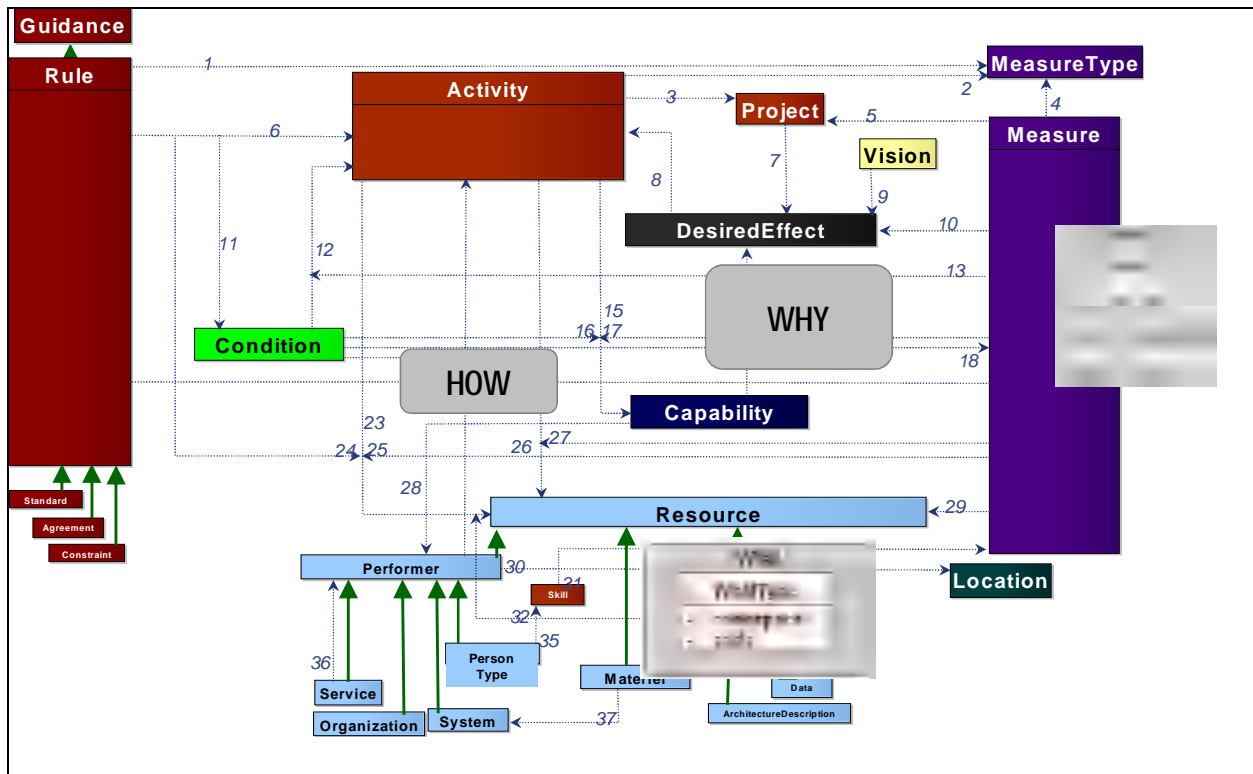 Guidance
Rule
1
MeasureType
Activity
2
3
Project
4
5
Measure
6
7
Vision
8
9
DesiredEffect
10
11
12
13
WHY
15
16
17
Condition
18
HOW
Capability
23
24
25
26
27
28
Standard
Agreement
Constraint
Resource
29
Performer
30
31
Skill
Location
32
35
Person
Type
36
Service
Materiel
Data
Organization
System
37
ArchitectureDescription